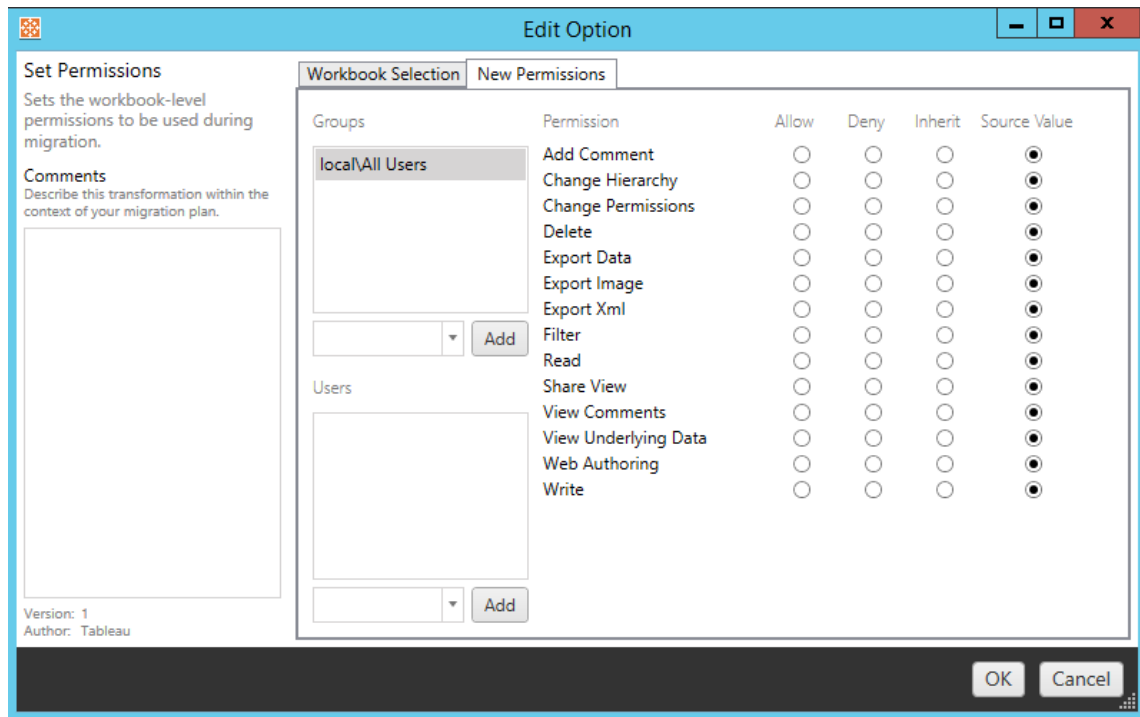 Edit Option
Set Permissions
Sets the workbook-level
permissions to be used during
migration.
Comments
Describe this transformation within the
context of your migration plan.
Version: 1
Author: Tableau
Workbook Selection New Permissions
Groups
local\All Users
Add
Users
Add
Permission Allow Deny Inherit Source Value
Add Comment
Change Hierarchy
Change Permissions
Delete
Export Data
Export Image
Export Xml
Filter
Read
Share View
View Comments
View Underlying Data
Web Authoring
Write
OK Cancel